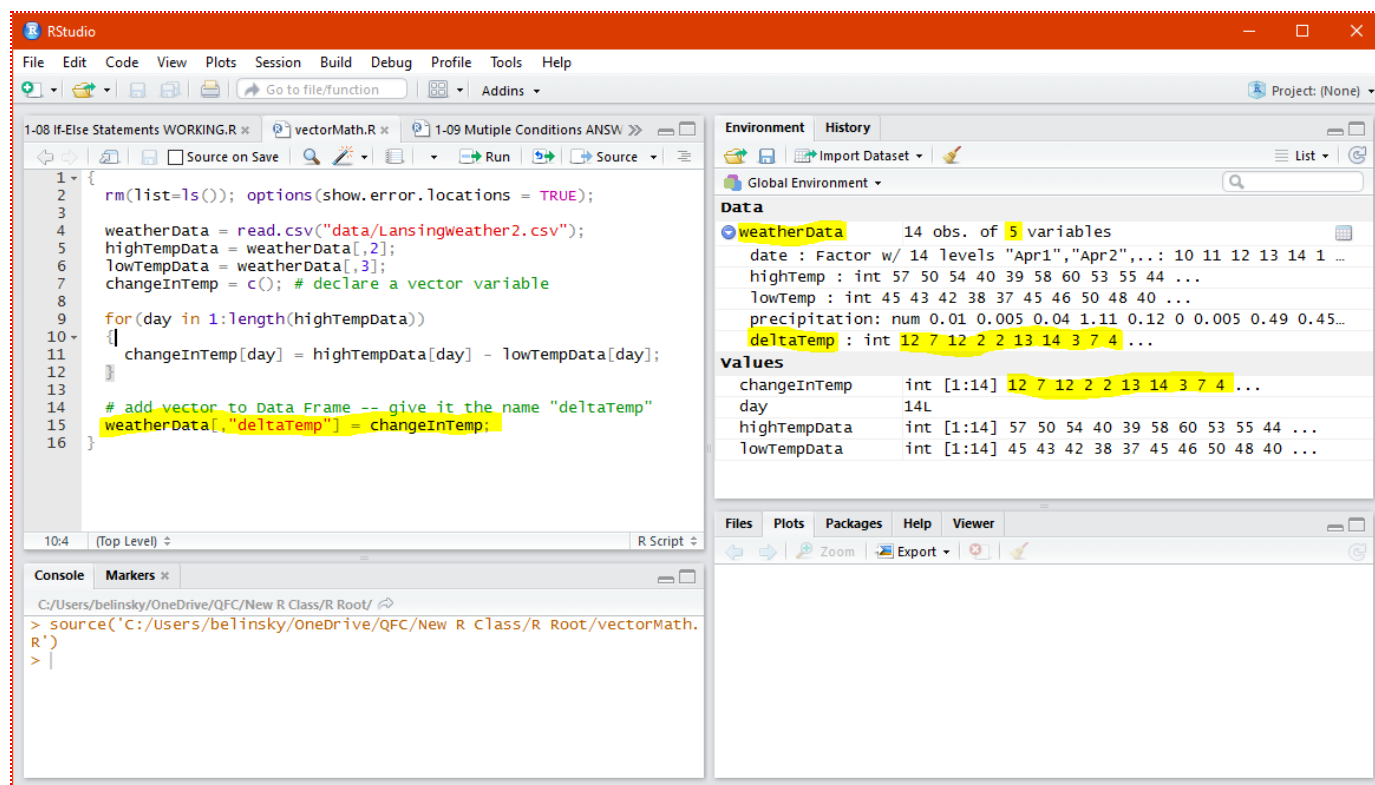 RStudio
File Edit Code View Plots Session Build Debug Profile Tools Help
Go to file/function Addins Project: (None)
1-08 If-Else Statements WORKING.R vectorMath.R 1-09 Mutiple Conditions ANSW
Source on Save Run Source
1 {
2 rm(list=ls()); options(show.error.locations = TRUE);
3
4 weatherData = read.csv("data/LansingWeather2.csv");
5 highTempData = weatherData[,2];
6 lowTempData = weatherData[,3];
7 changeInTemp = c(); # declare a vector variable
8
9 for(day in 1:length(highTempData))
10 {
11 changeInTemp[day] = highTempData[day] - lowTempData[day];
12 }
13
14 # add vector to Data Frame -- give it the name "deltaTemp"
15 weatherData[,"deltaTemp"] = changeInTemp;
16 }
10:4 (Top Level) R Script
Console Markers
C:/Users/belinsky/OneDrive/QFC/New R Class/R Root/
> source('C:/Users/belinsky/OneDrive/QFC/New R Class/R Root/vectorMath.
R')
>
Environment History
Import Dataset List
Global Environment
Data
weatherData 14 obs. of 5 variables
date : Factor w/ 14 levels "Apr1","Apr2",..: 10 11 12 13 14 1 …
highTemp : int 57 50 54 40 39 58 60 53 55 44 ...
lowTemp : int 45 43 42 38 37 45 46 50 48 40 ...
precipitation: num 0.01 0.005 0.04 1.11 0.12 0 0.005 0.49 0.45…
deltaTemp : int 12 7 12 2 2 13 14 3 7 4 ...
Values
changeInTemp int [1:14] 12 7 12 2 2 13 14 3 7 4 ...
day 14L
highTempData int [1:14] 57 50 54 40 39 58 60 53 55 44 ...
lowTempData int [1:14] 45 43 42 38 37 45 46 50 48 40 ...
Files Plots Packages Help Viewer
Zoom Export